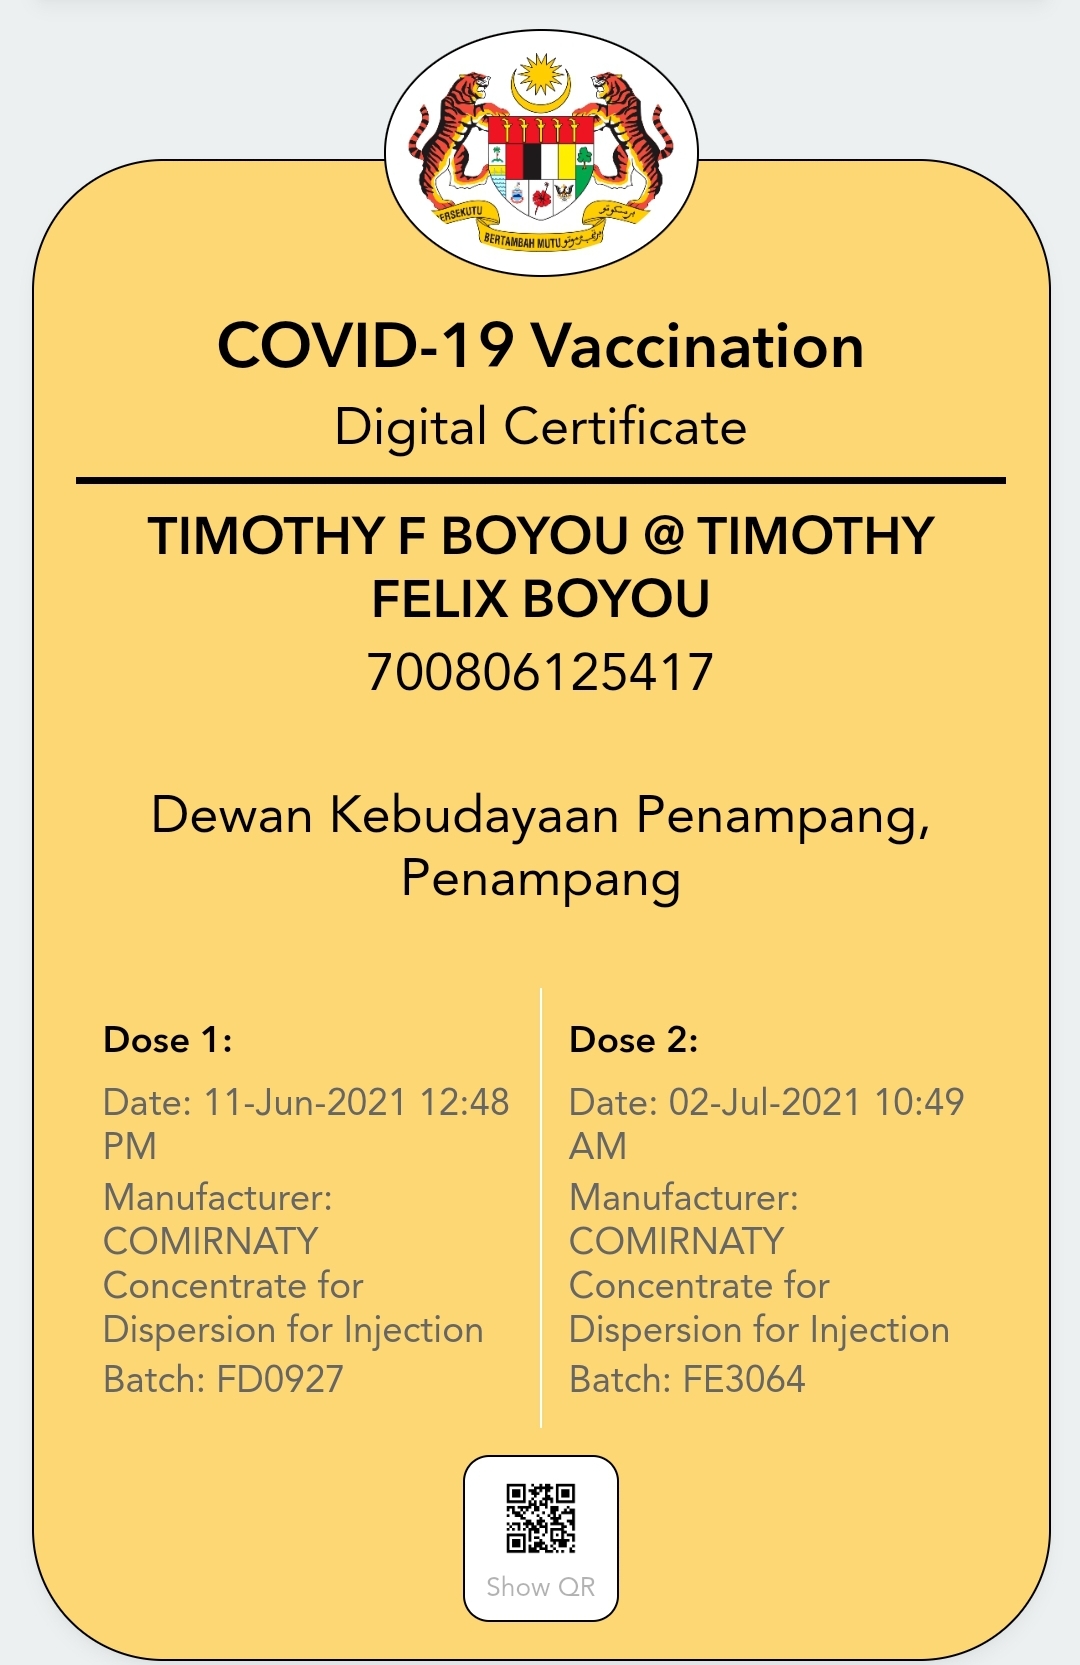 ERSEKUTU
BERTAMBAH MUTU
COVID-19 Vaccination
Digital Certificate
TIMOTHY F BOYOU @ TIMOTHY
FELIX BOYOU
700806125417
Dewan Kebudayaan Penampang,
Penampang
Dose 1:
Date: 11-Jun-2021 12:48
PM
Manufacturer:
COMIRNATY
Concentrate for
Dispersion for Injection
Batch: FD0927
Dose 2:
Date: 02-Jul-2021 10:49
AM
Manufacturer:
COMIRNATY
Concentrate for
Dispersion for Injection
Batch: FE3064
Show QR